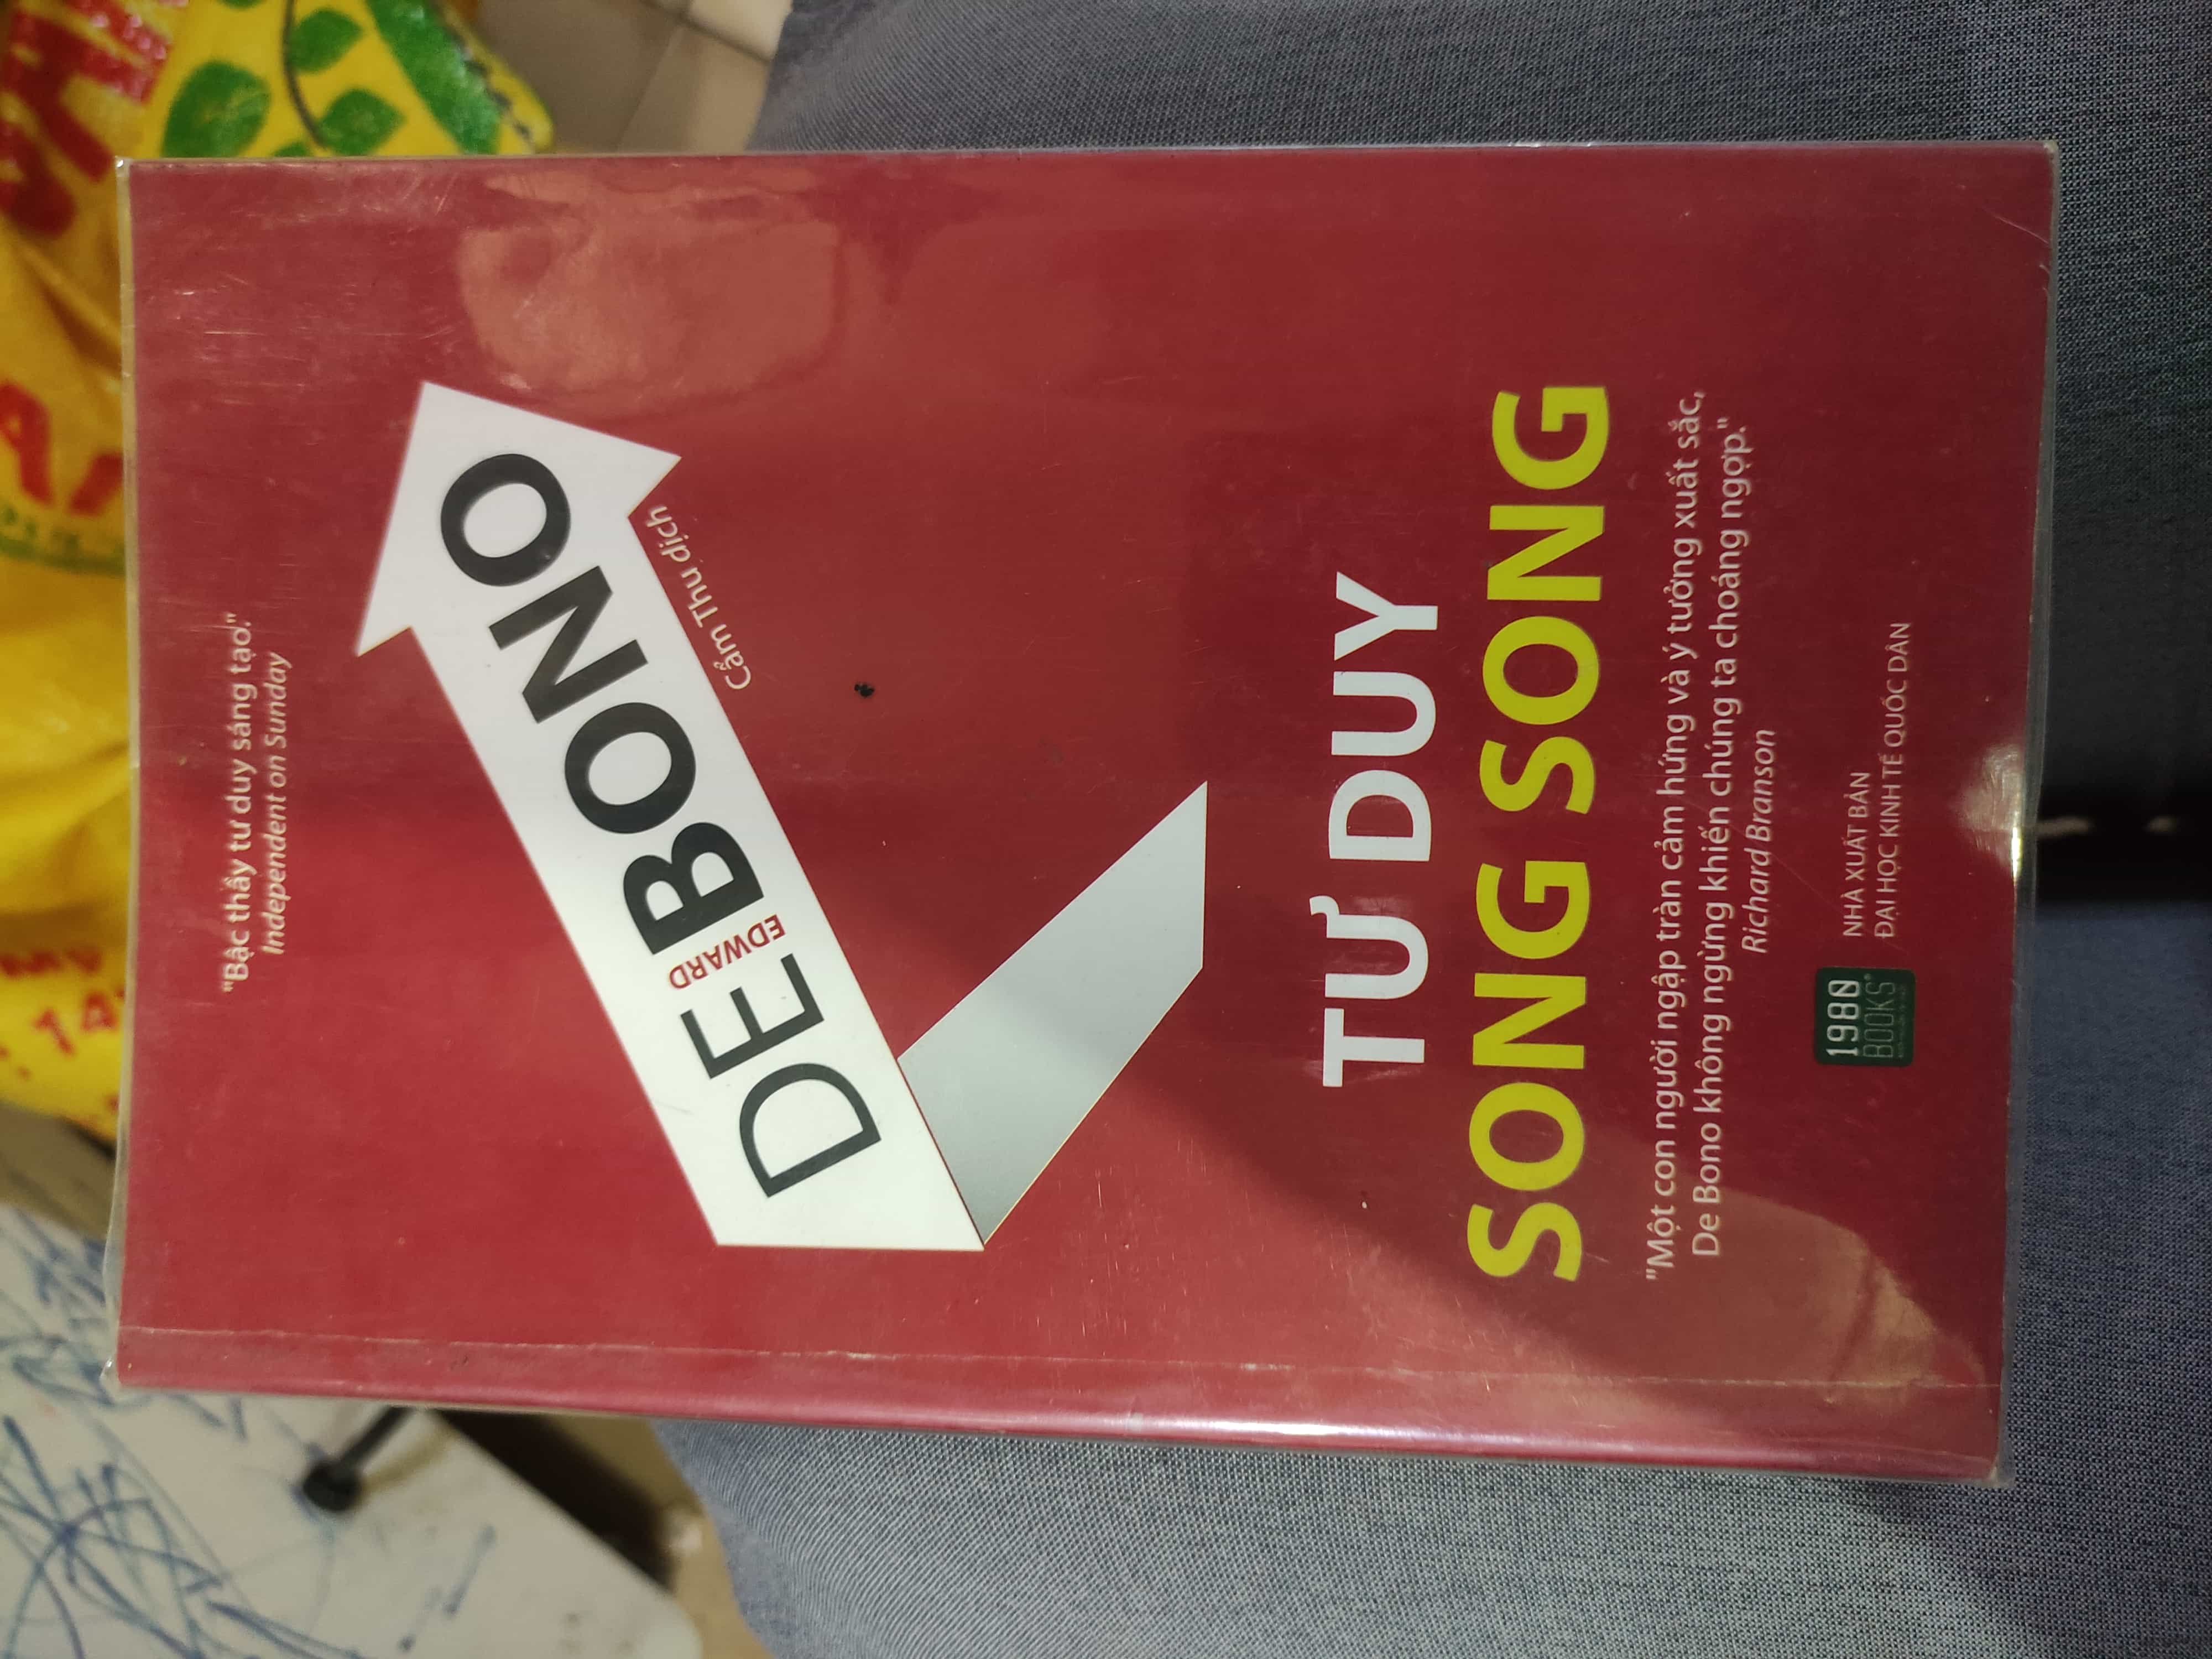 "Bậc thầy tư duy sáng tạo."
Independent on Sunday
DE BONO
EDWARD
Cẩm Thư dịch
TƯ DUY
SONG SONG
"Một con người ngập tràn cảm hứng và ý tưởng xuất sắc,
De Bono không ngừng khiến chúng ta choáng ngợp."
Richard Branson
1980
BOOKS
NHÀ XUẤT BẢN
ĐẠI HỌC KINH TẾ QUỐC DÂN